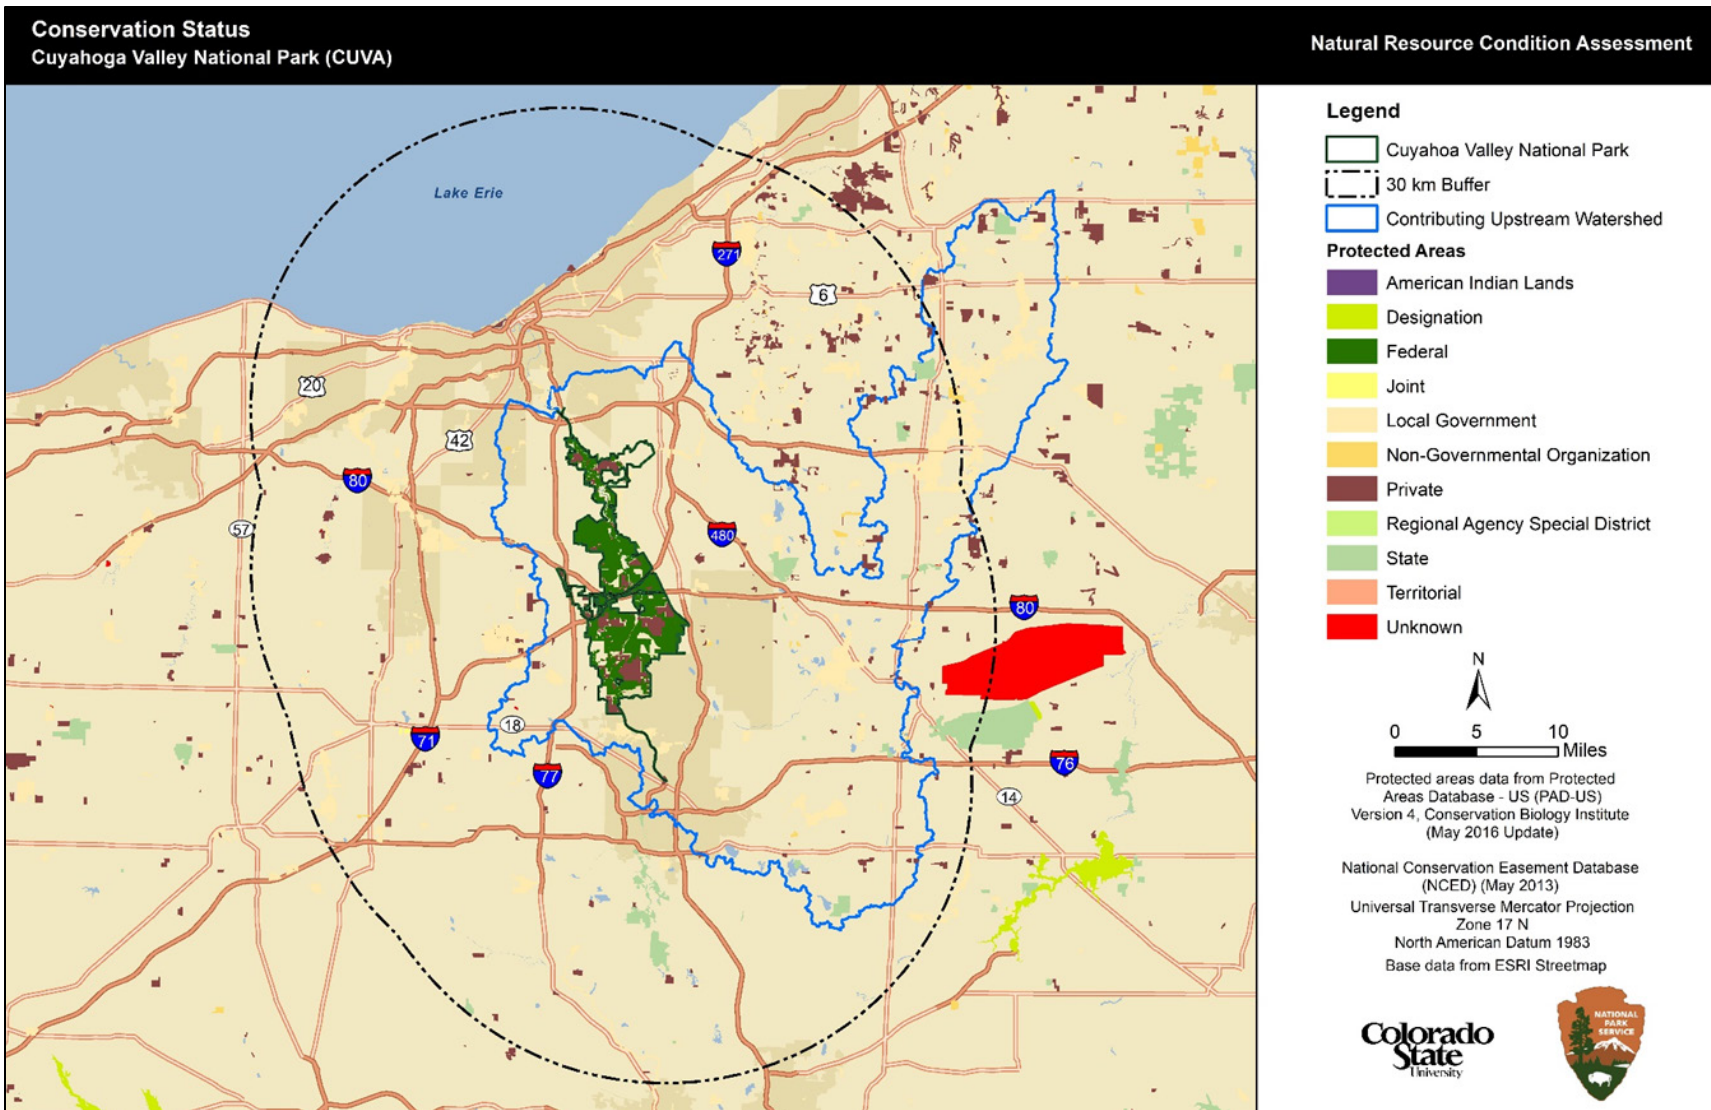 Conservation Status
Cuyahoga Valley National Park (CUVA)
Natural Resource Condition Assessment
Lake Erie
271
6
20
42
80
57
480
80
18
71
77
76
14
Legend
Cuyahoa Valley National Park
30 km Buffer
Contributing Upstream Watershed
Protected Areas
American Indian Lands
Designation
Federal
Joint
Local Government
Non-Governmental Organization
Private
Regional Agency Special District
State
Territorial
Unknown
N
0 5 10
Miles
Protected areas data from Protected
Areas Database - US (PAD-US)
Version 4, Conservation Biology Institute
(May 2016 Update)
National Conservation Easement Database
(NCED) (May 2013)
Universal Transverse Mercator Projection
Zone 17 N
North American Datum 1983
Base data from ESRI Streetmap
Colorado
State
University
NATIONAL
PARK
SERVICE